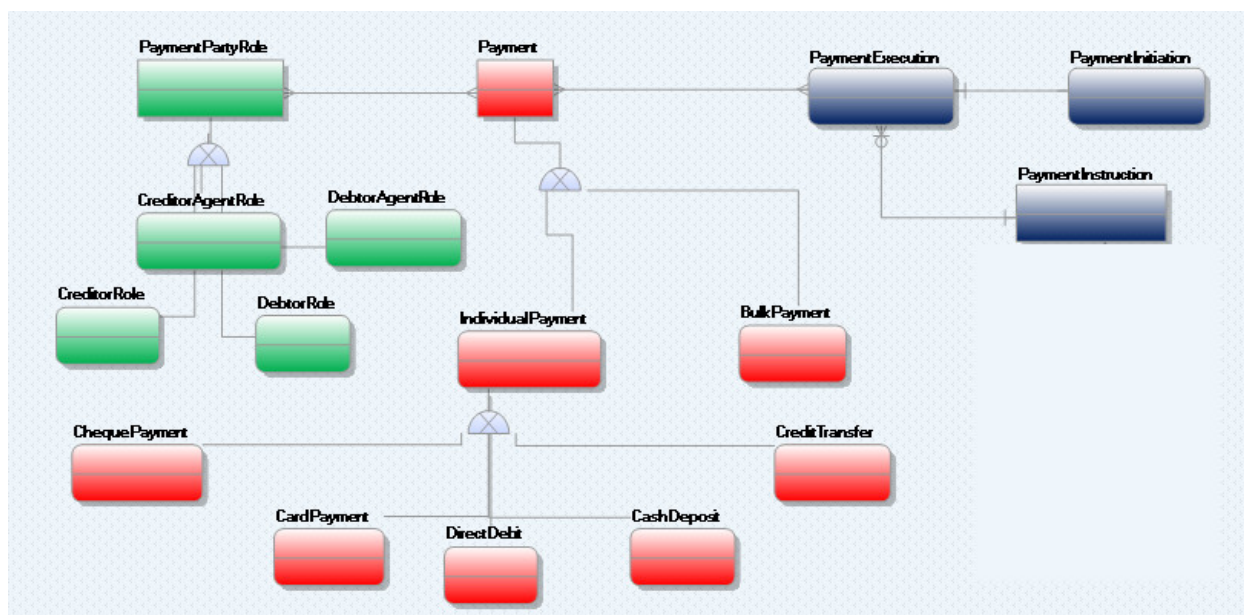 PaymentPartyRole
Payment
PaymentExecution
PaymentInitiation
PaymentInstruction
CreditorAgentRole
DebtorAgentRole
CreditorRole
DebtorRole
IndividualPayment
BulkPayment
ChequePayment
CreditTransfer
CardPayment
DirectDebit
CashDeposit